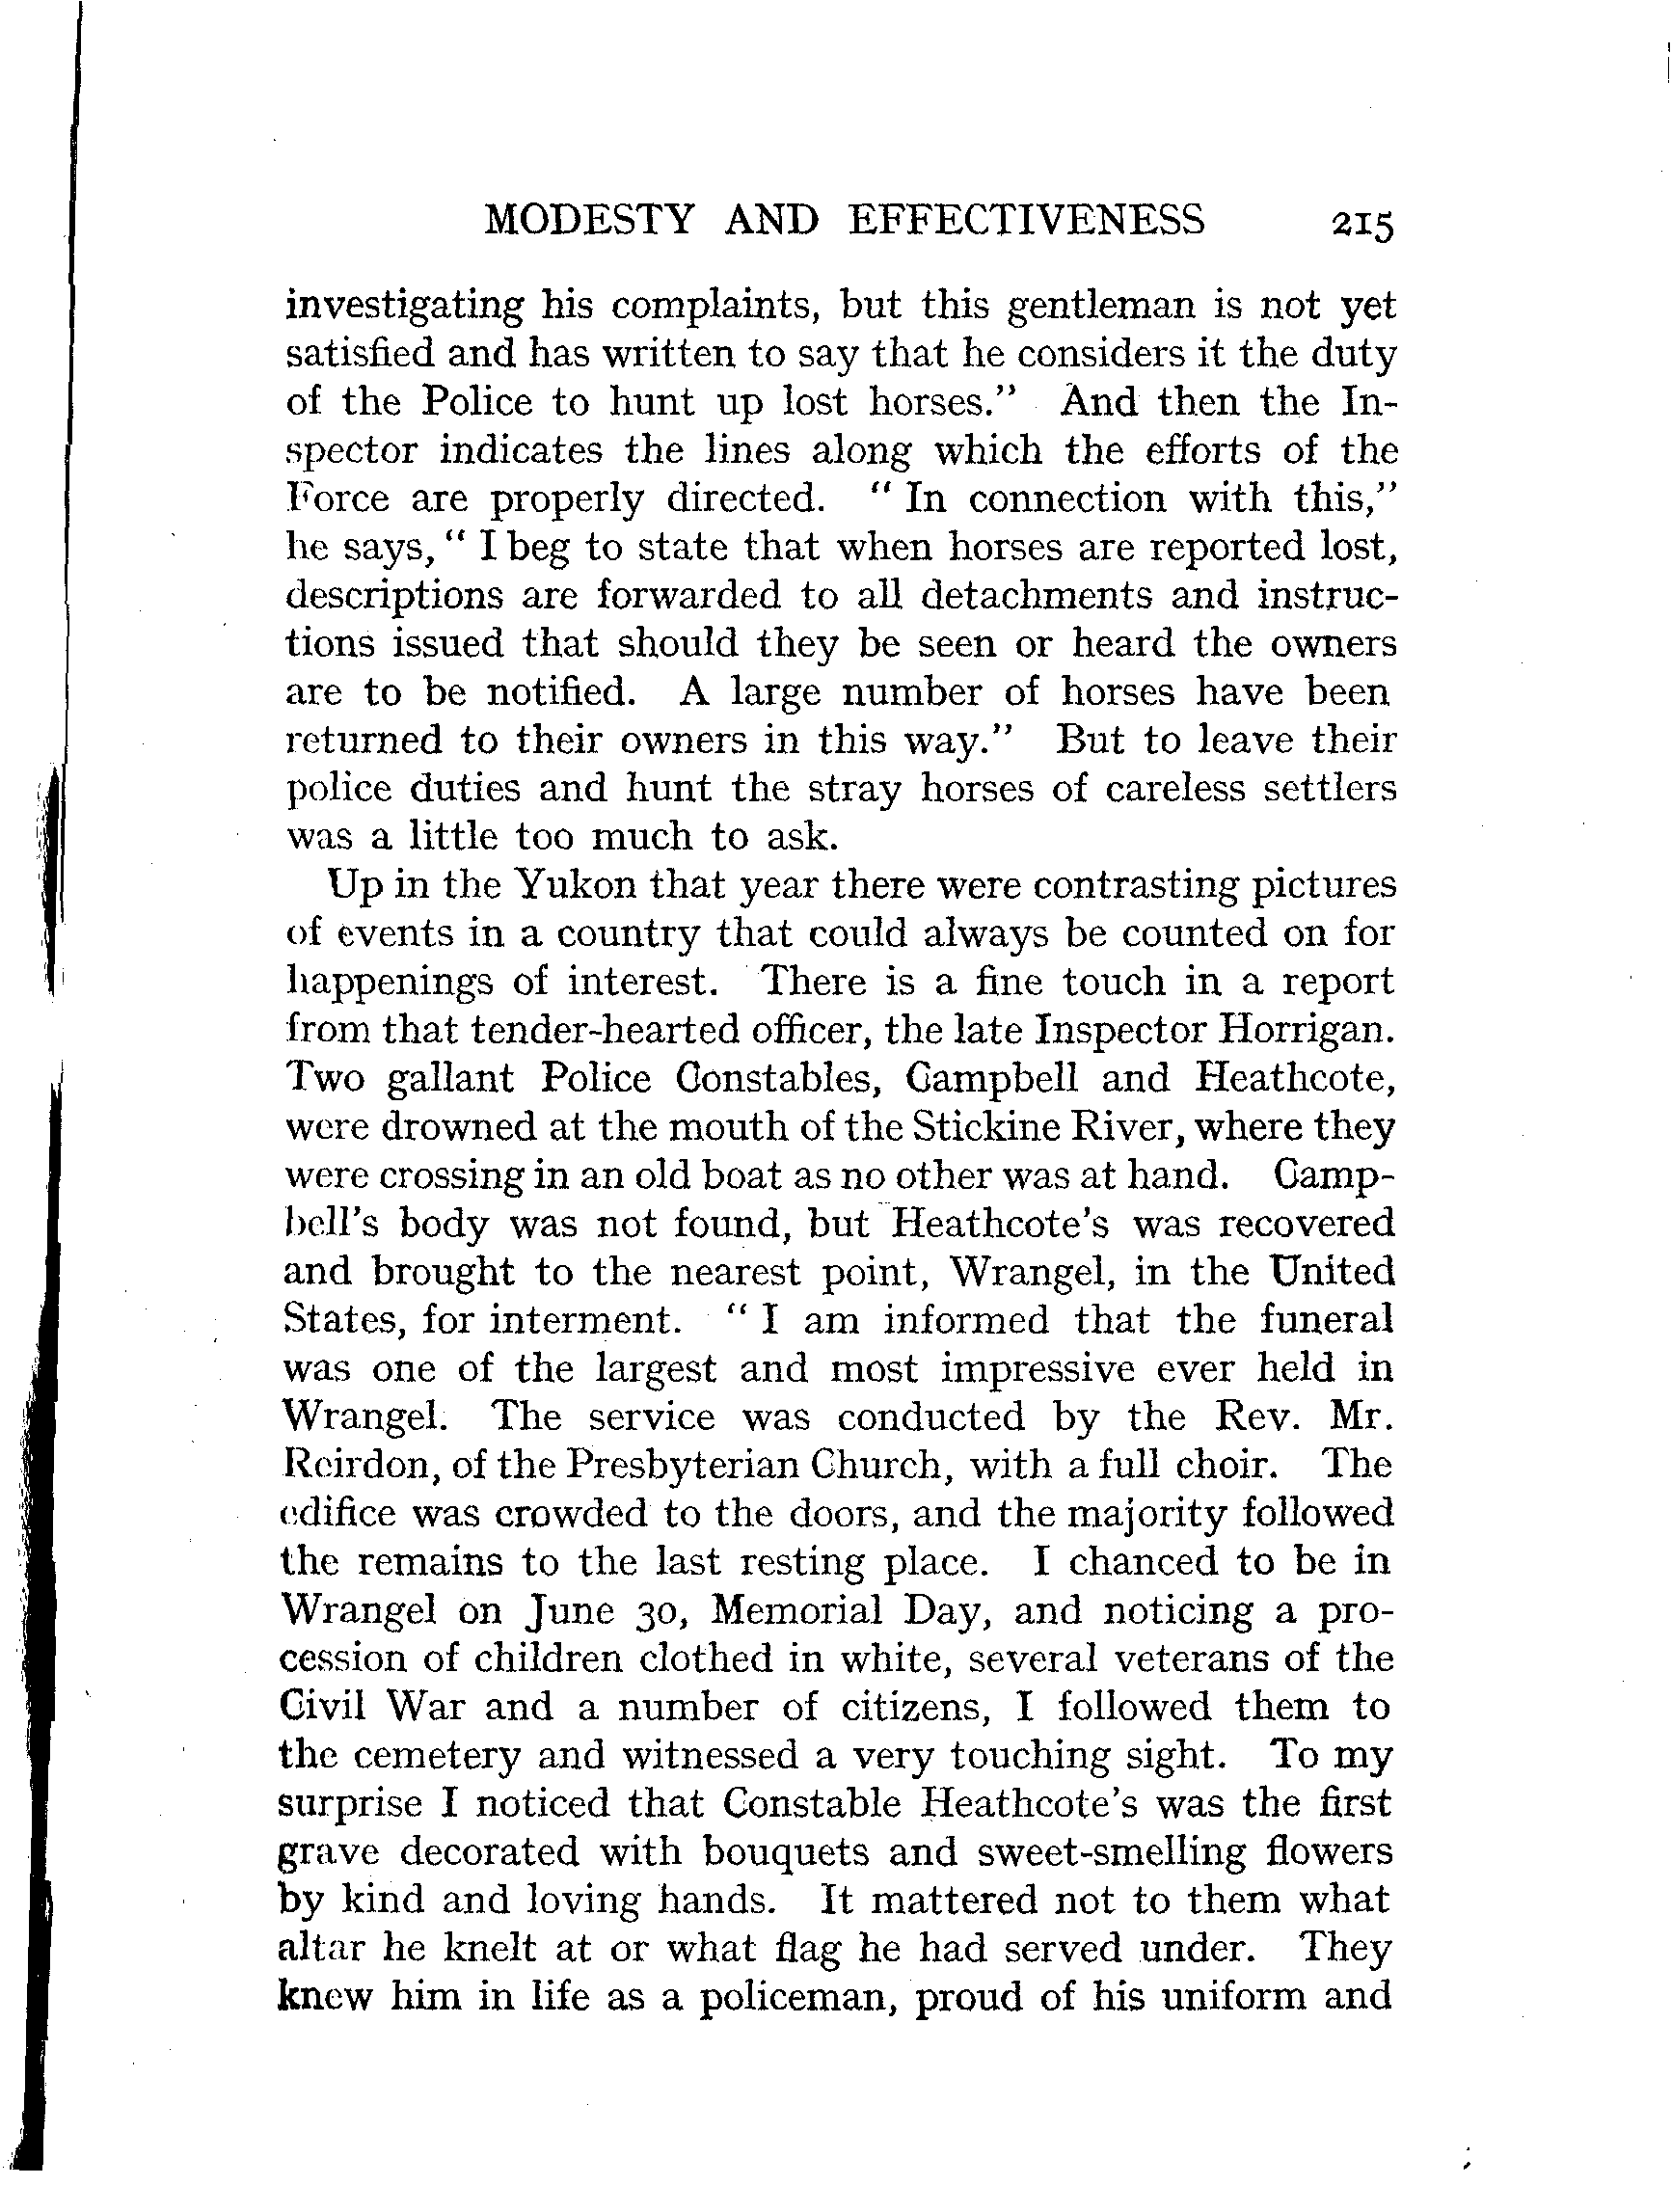 MODESTY AND EFFECTIVENESS 215
investigating his complaints, but this gentleman is not yet
satisfied and has written to say that he considers it the duty
of the Police to hunt up lost horses.” And then the In-
spector indicates the lines along which the efforts of the
Force are properly directed. “ In connection with this,”
he says, “ I beg to state that when horses are reported lost,
descriptions are forwarded to all detachments and instruc-
tions issued that should they be seen or heard the owners
are to be notified. A large number of horses have been
returned to their owners in this way.” But to leave their
police duties and hunt the stray horses of careless settlers
was a little too much to ask.
Up in the Yukon that year there were contrasting pictures
of events in a country that could always be counted on for
happenings of interest. There is a fine touch in a report
from that tender-hearted officer, the late Inspector Horrigan.
Two gallant Police Constables, Campbell and Heathcote,
were drowned at the mouth of the Stickine River, where they
were crossing in an old boat as no other was at hand. Camp-
bell’s body was not found, but Heathcote’s was recovered
and brought to the nearest point, Wrangel, in the United
States, for interment. “ I am informed that the funeral
was one of the largest and most impressive ever held in
Wrangel. The service was conducted by the Rev. Mr.
Reirdon, of the Presbyterian Church, with a full choir. The
edifice was crowded to the doors, and the majority followed
the remains to the last resting place. I chanced to be in
Wrangel on June 30, Memorial Day, and noticing a pro-
cession of children clothed in white, several veterans of the
Civil War and a number of citizens, I followed them to
the cemetery and witnessed a very touching sight. To my
surprise I noticed that Constable Heathcote’s was the first
grave decorated with bouquets and sweet-smelling flowers
by kind and loving hands. It mattered not to them what
altar he knelt at or what flag he had served under. They
knew him in life as a policeman, proud of his uniform and